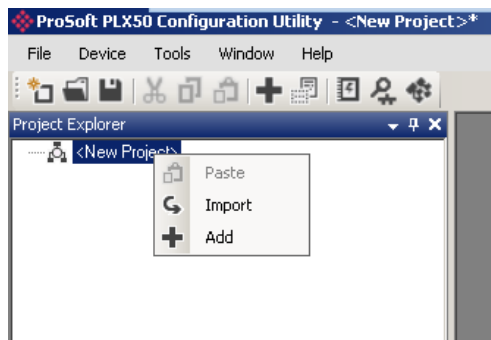 ProSoft PLX50 Configuration Utility - <New Project>*
File Device Tools Window Help
Project Explorer
<New Project>
Paste
Import
Add